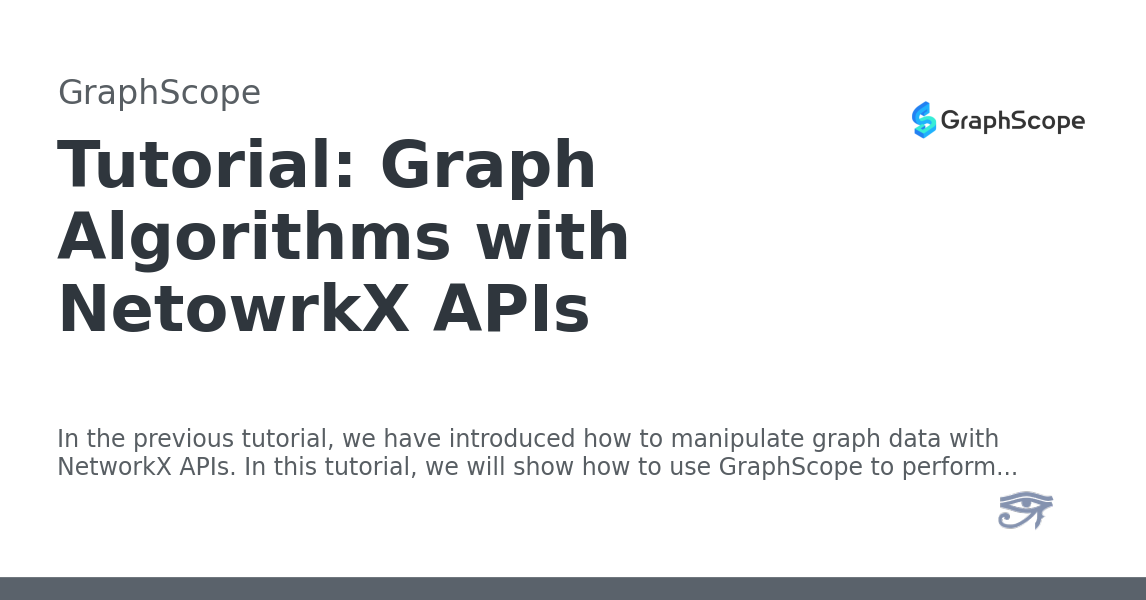 GraphScope
GraphScope
Tutorial: Graph
Algorithms with
NetowrkX APIs
In the previous tutorial, we have introduced how to manipulate graph data with
NetworkX APIs. In this tutorial, we will show how to use GraphScope to perform...